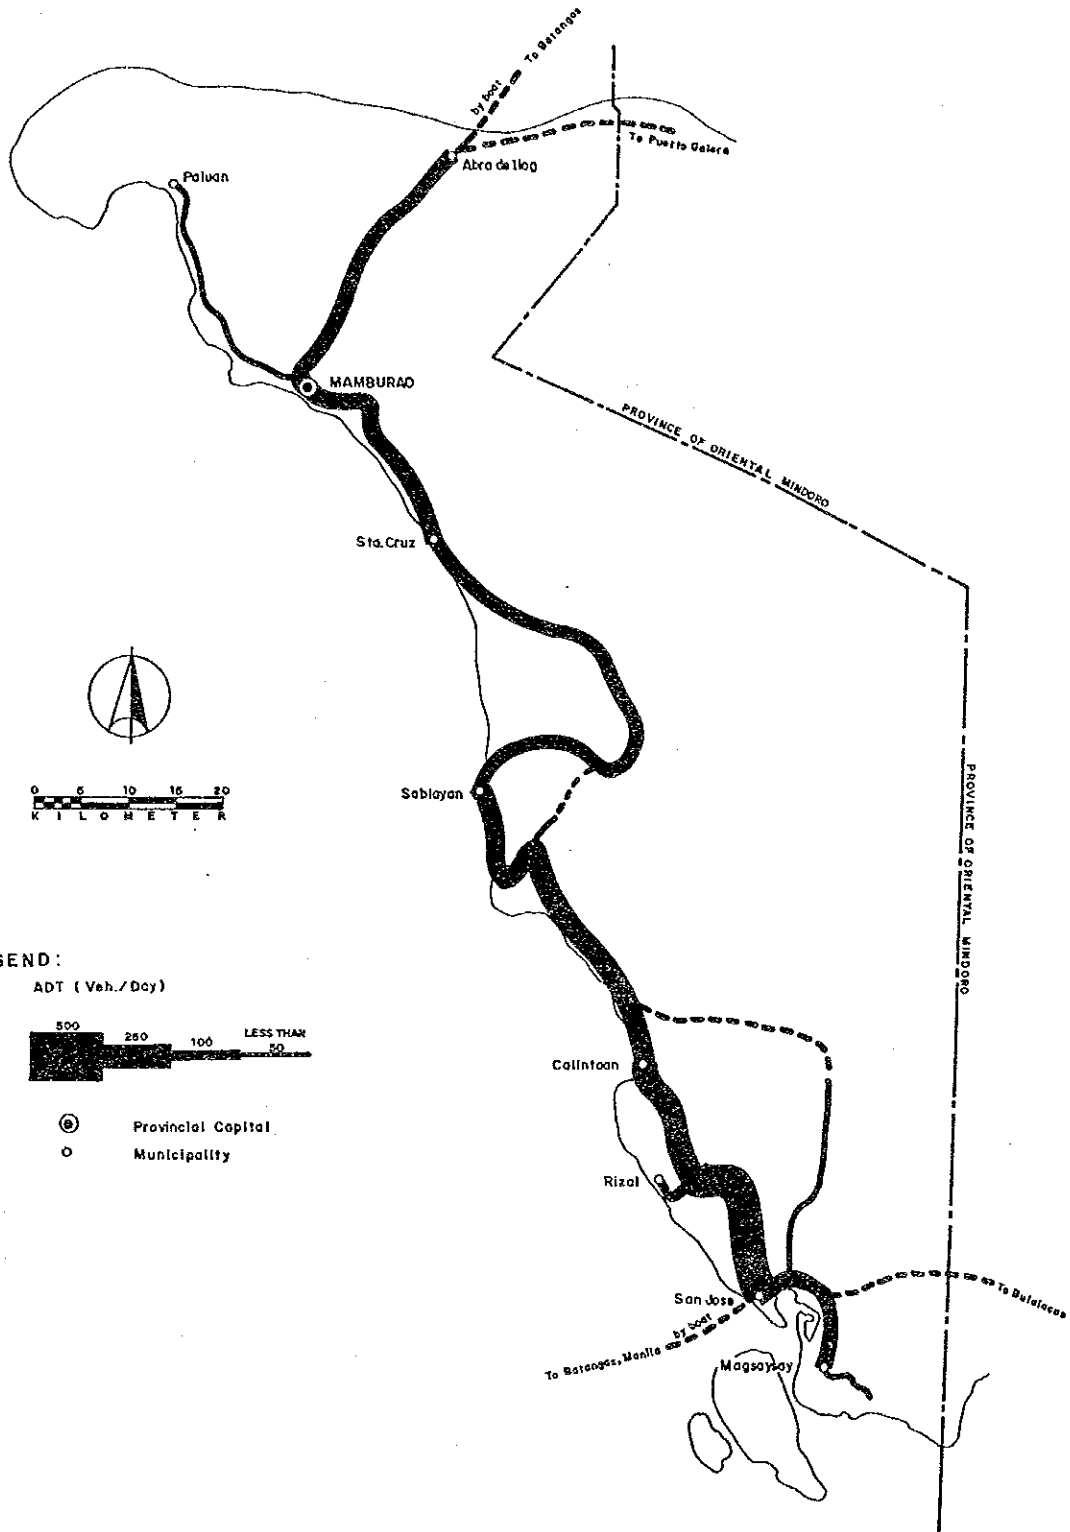 To Batangas
by boat
To Puerto Galera
Abra de Ilog
Paluan
MAMBURAO
PROVINCE OF ORIENTAL MINDORO
Sta. Cruz
0 5 10 15 20
KILOMETER
Sablayan
PROVINCE OF ORIENTAL MINDORO
GEND:
ADT (Veh./Day)
500
250
100
LESS THAN
50
Calintaan
Provincial Capital
Municipality
Rizal
San Jose
To Bulalacao
by boat
To Batangas, Manila
Magsaysay